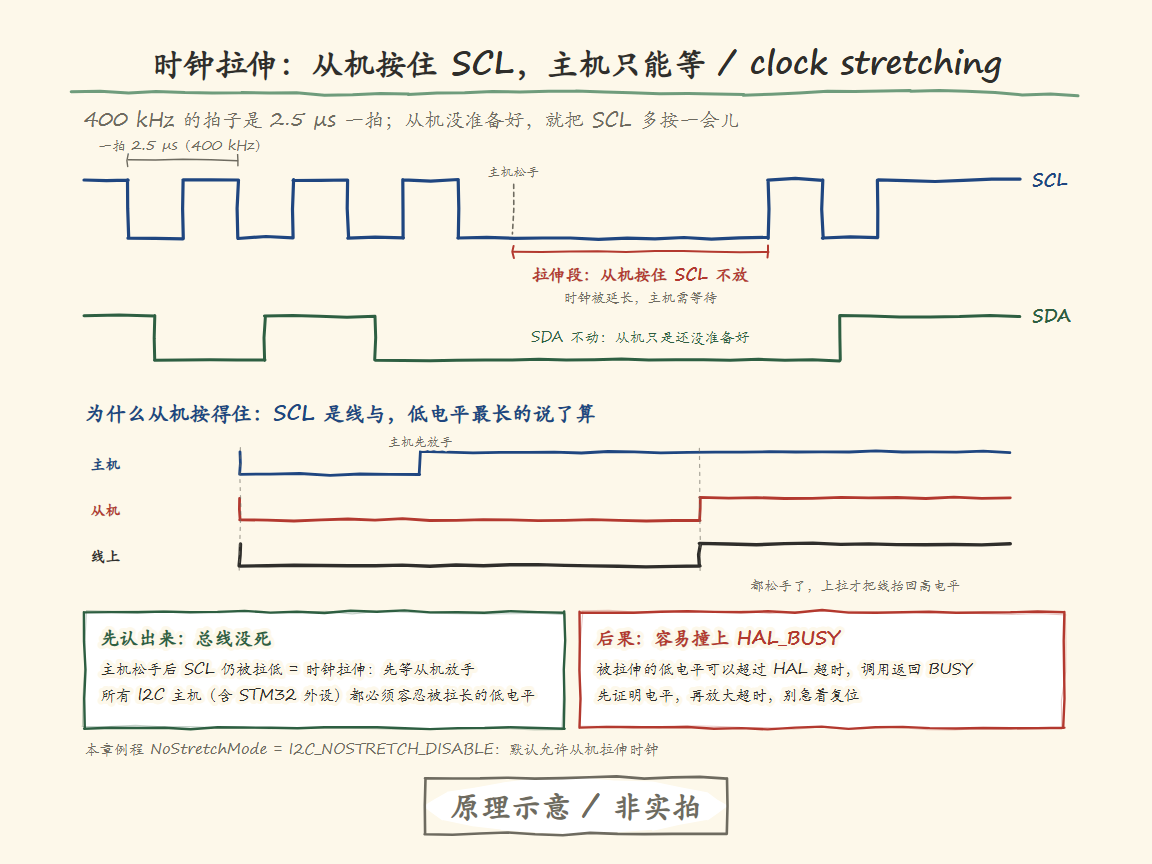 时钟拉伸：从机按住 SCL，主机只能等 / clock stretching
400 kHz 的拍子是 2.5 μs 一拍；从机没准备好，就把 SCL 多按一会儿
一拍 2.5 μs（400 kHz）
主机松手
SCL
拉伸段：从机按住 SCL 不放
时钟被延长，主机需等待
SDA
SDA 不动：从机只是还没准备好
为什么从机按得住：SCL 是线与，低电平最长的说了算
主机先放手
主机
从机
线上
都松手了，上拉才把线抬回高电平
先认出来：总线没死
主机松手后 SCL 仍被拉低 = 时钟拉伸：先等从机放手
所有 I2C 主机（含 STM32 外设）都必须容忍被拉长的低电平
后果：容易撞上 HAL_BUSY
被拉伸的低电平可以超过 HAL 超时，调用返回 BUSY
先证明电平，再放大超时，别急着复位
本章例程 NoStretchMode = I2C_NOSTRETCH_DISABLE：默认允许从机拉伸时钟
原理示意 / 非实拍